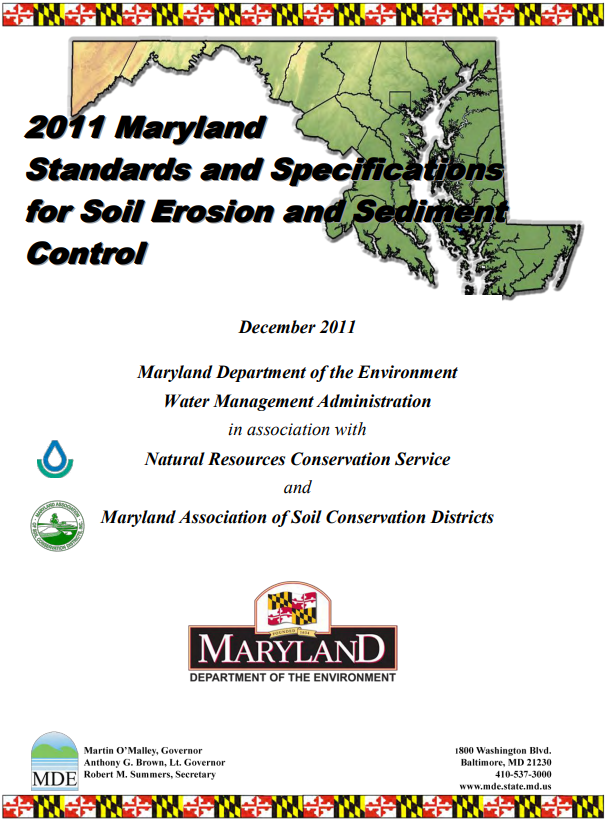 2011 Maryland
Standards and Specifications
for Soil Erosion and Sediment
Control
December 2011
Maryland Department of the Environment
Water Management Administration
in association with
Natural Resources Conservation Service
and
Maryland Association of Soil Conservation Districts
MARYLAND ASSOCIATION
OF SOIL CONSERVATION DISTRICTS, INC.
FOUNDED 1634
MARYLAND
DEPARTMENT OF THE ENVIRONMENT
MDE
Martin O'Malley, Governor
Anthony G. Brown, Lt. Governor
Robert M. Summers, Secretary
1800 Washington Blvd.
Baltimore, MD 21230
410-537-3000
www.mde.state.md.us